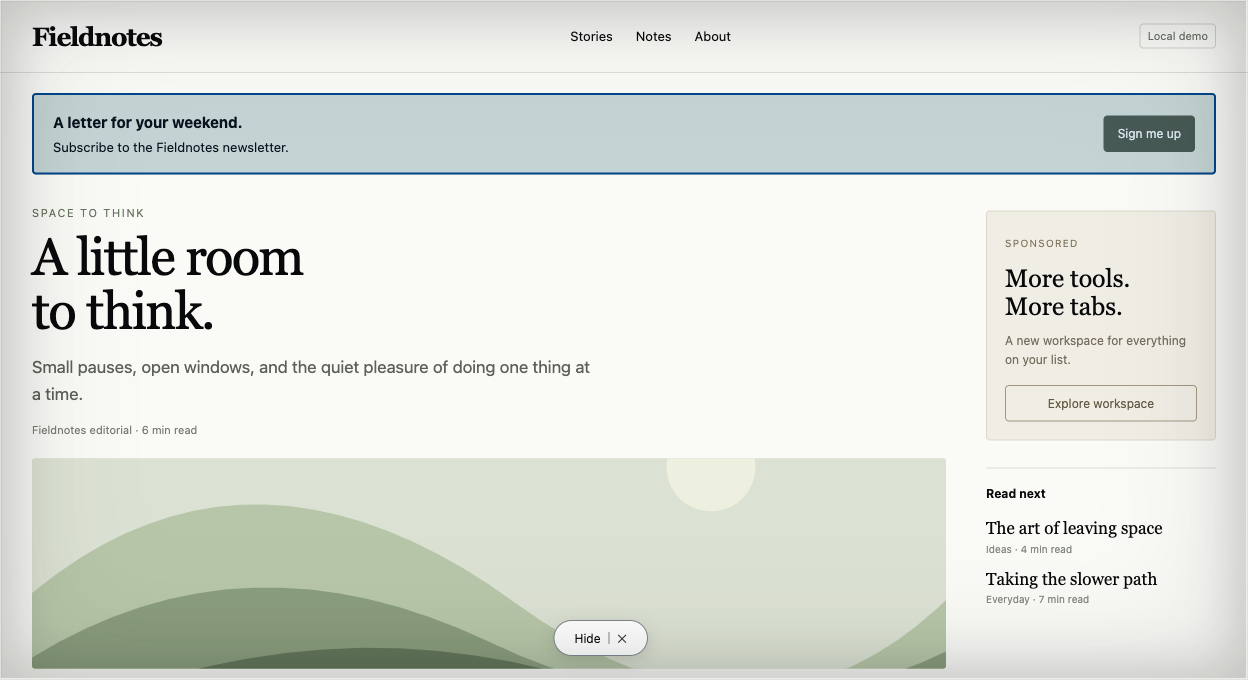 Fieldnotes
Stories
Notes
About
Local demo
A letter for your weekend.
Subscribe to the Fieldnotes newsletter.
Sign me up
SPACE TO THINK
A little room
to think.
Small pauses, open windows, and the quiet pleasure of doing one thing at
a time.
Fieldnotes editorial · 6 min read
SPONSORED
More tools.
More tabs.
A new workspace for everything
on your list.
Explore workspace
Read next
The art of leaving space
Ideas · 4 min read
Taking the slower path
Everyday · 7 min read
Hide